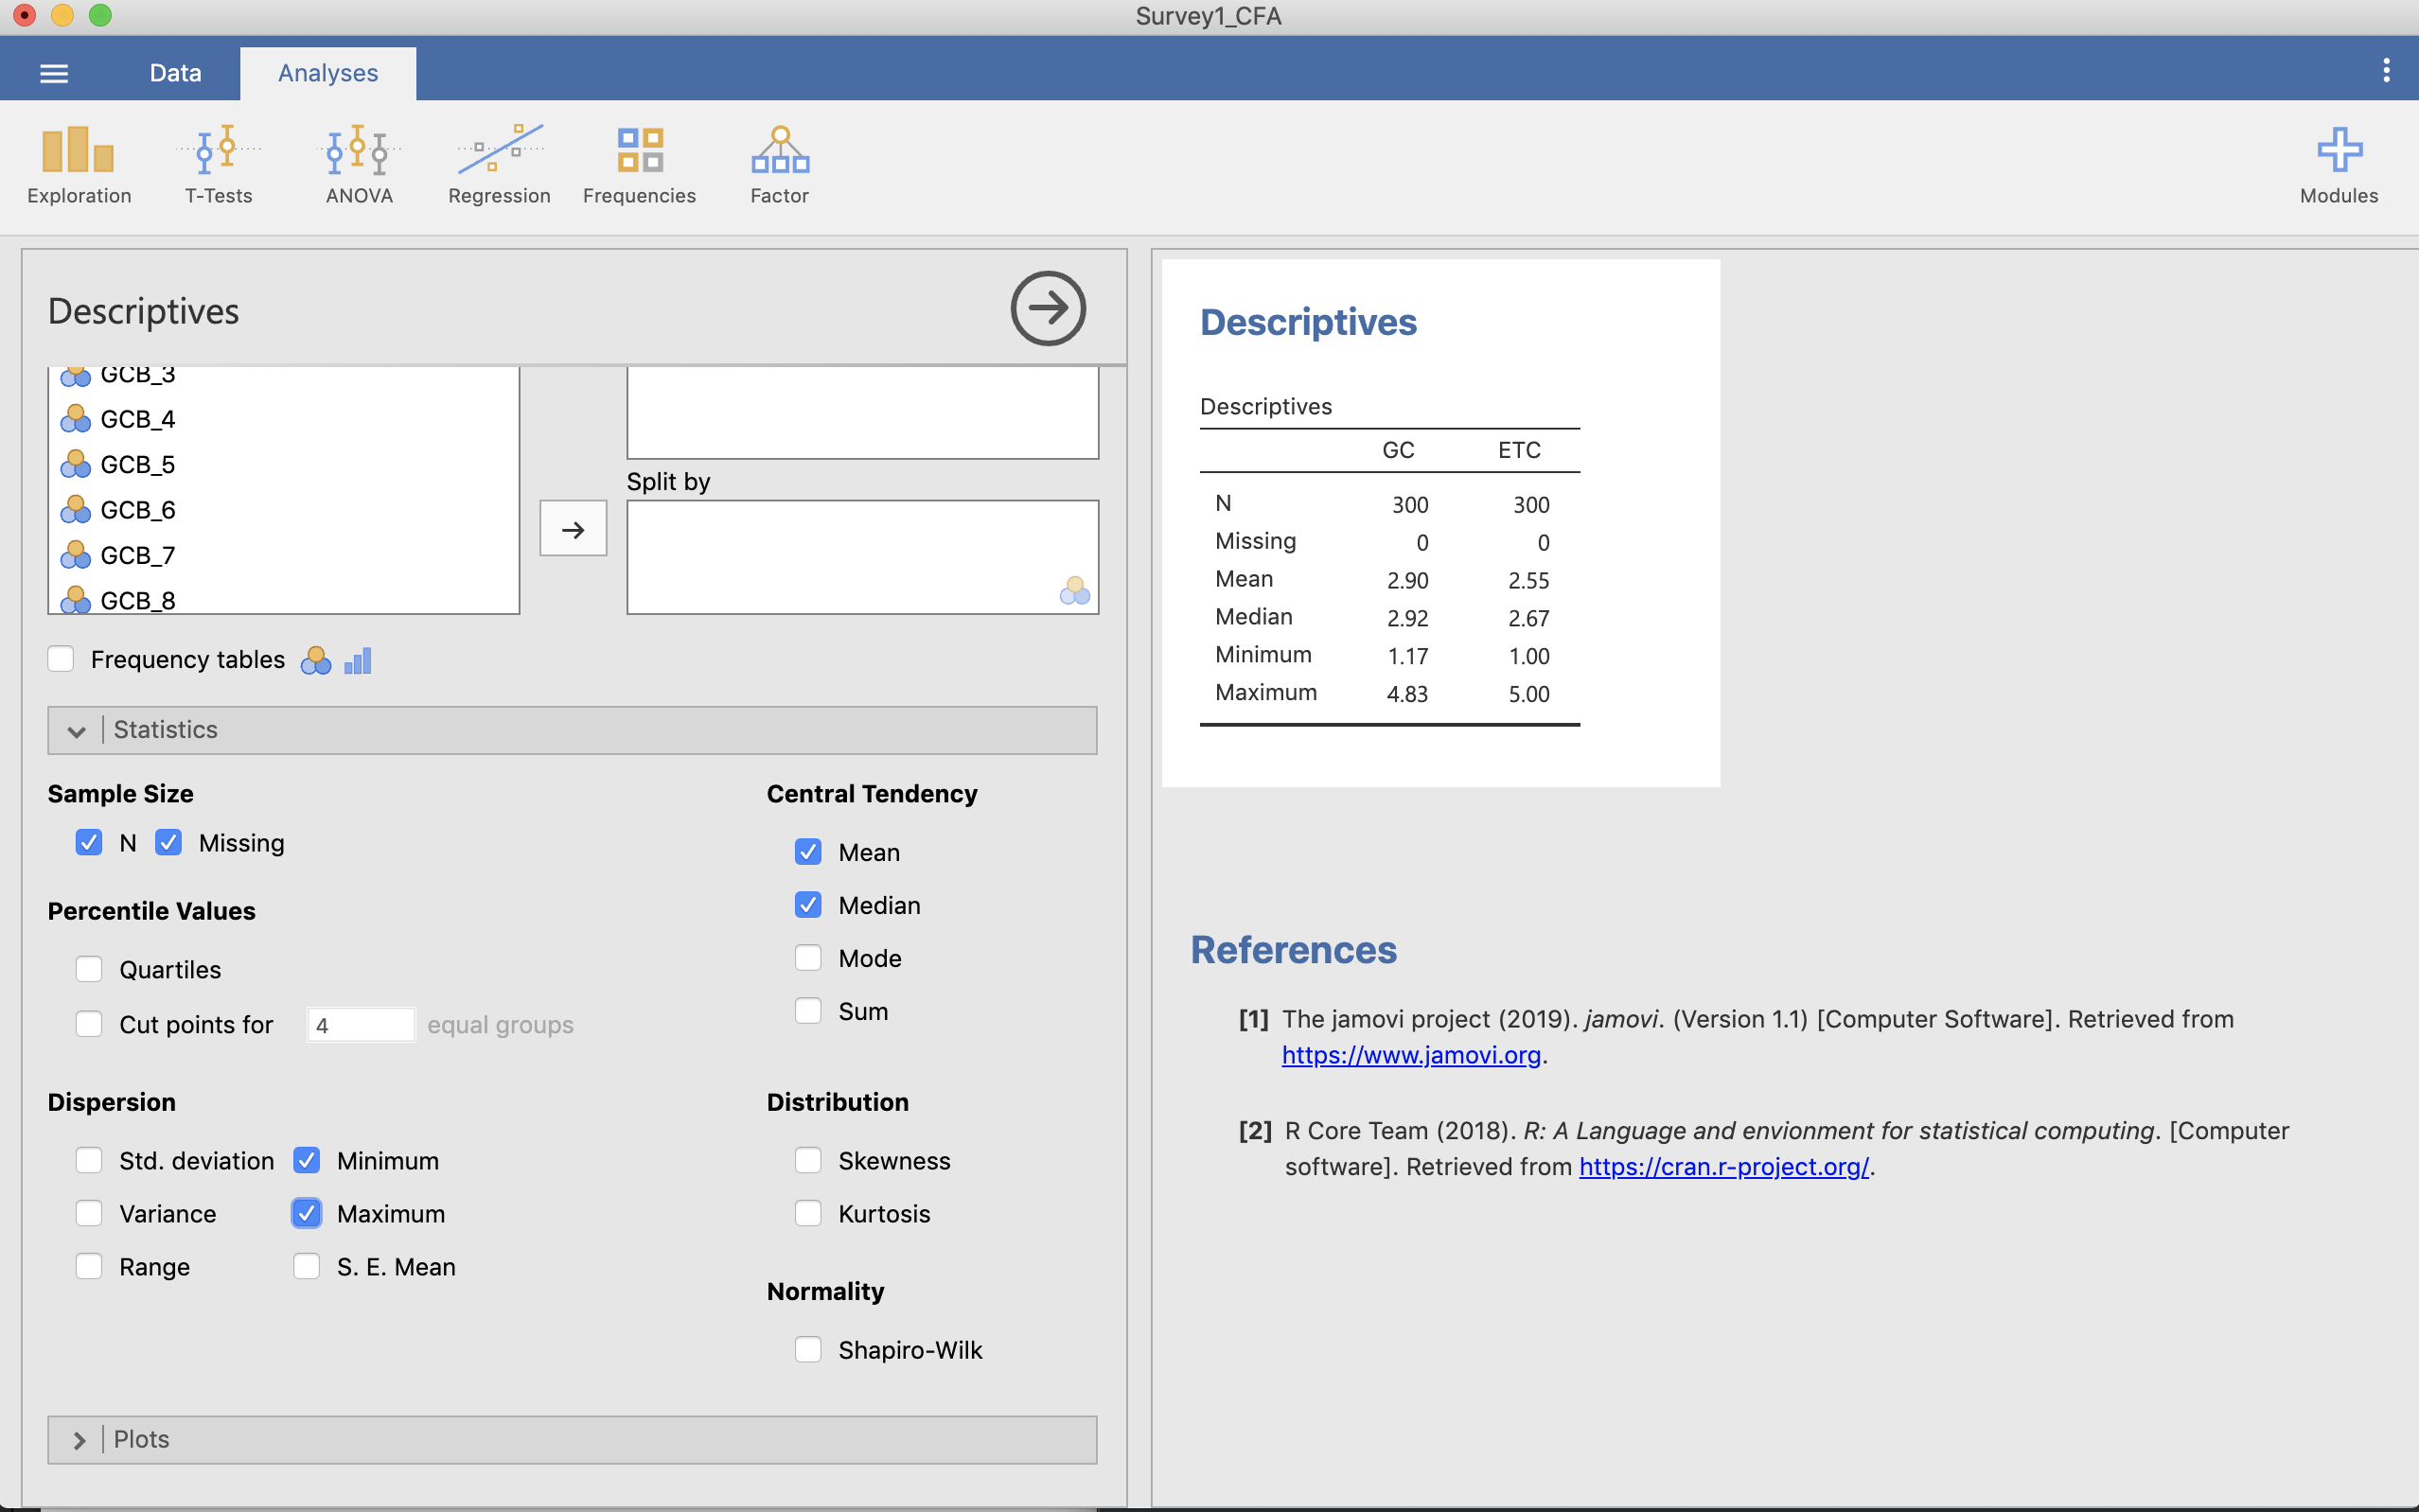 Survey1_CFA
Data
Analyses
Exploration
T-Tests
ANOVA
Regression
Frequencies
Factor
Modules
Descriptives
GCB_3
GCB_4
GCB_5
GCB_6
GCB_7
GCB_8
Split by
Frequency tables
Statistics
Sample Size
N Missing
Percentile Values
Quartiles
Cut points for 4 equal groups
Dispersion
Std. deviation Minimum
Variance Maximum
Range S. E. Mean
Central Tendency
Mean
Median
Mode
Sum
Distribution
Skewness
Kurtosis
Normality
Shapiro-Wilk
Plots
Descriptives
Descriptives
GC ETC
N 300 300
Missing 0 0
Mean 2.90 2.55
Median 2.92 2.67
Minimum 1.17 1.00
Maximum 4.83 5.00
References
[1] The jamovi project (2019). jamovi. (Version 1.1) [Computer Software]. Retrieved from
https://www.jamovi.org.
[2] R Core Team (2018). R: A Language and envionment for statistical computing. [Computer
software]. Retrieved from https://cran.r-project.org/.